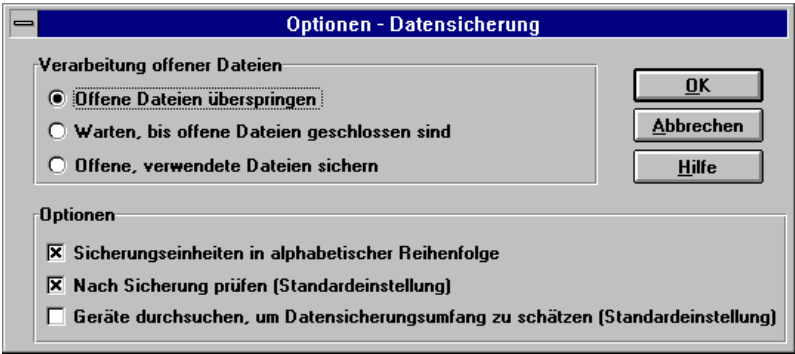 Optionen - Datensicherung
Verarbeitung offener Dateien
Offene Dateien überspringen
Warten, bis offene Dateien geschlossen sind
Offene, verwendete Dateien sichern
OK
Abbrechen
Hilfe
Optionen
Sicherungseinheiten in alphabetischer Reihenfolge
Nach Sicherung prüfen (Standardeinstellung)
Geräte durchsuchen, um Datensicherungsumfang zu schätzen (Standardeinstellung)